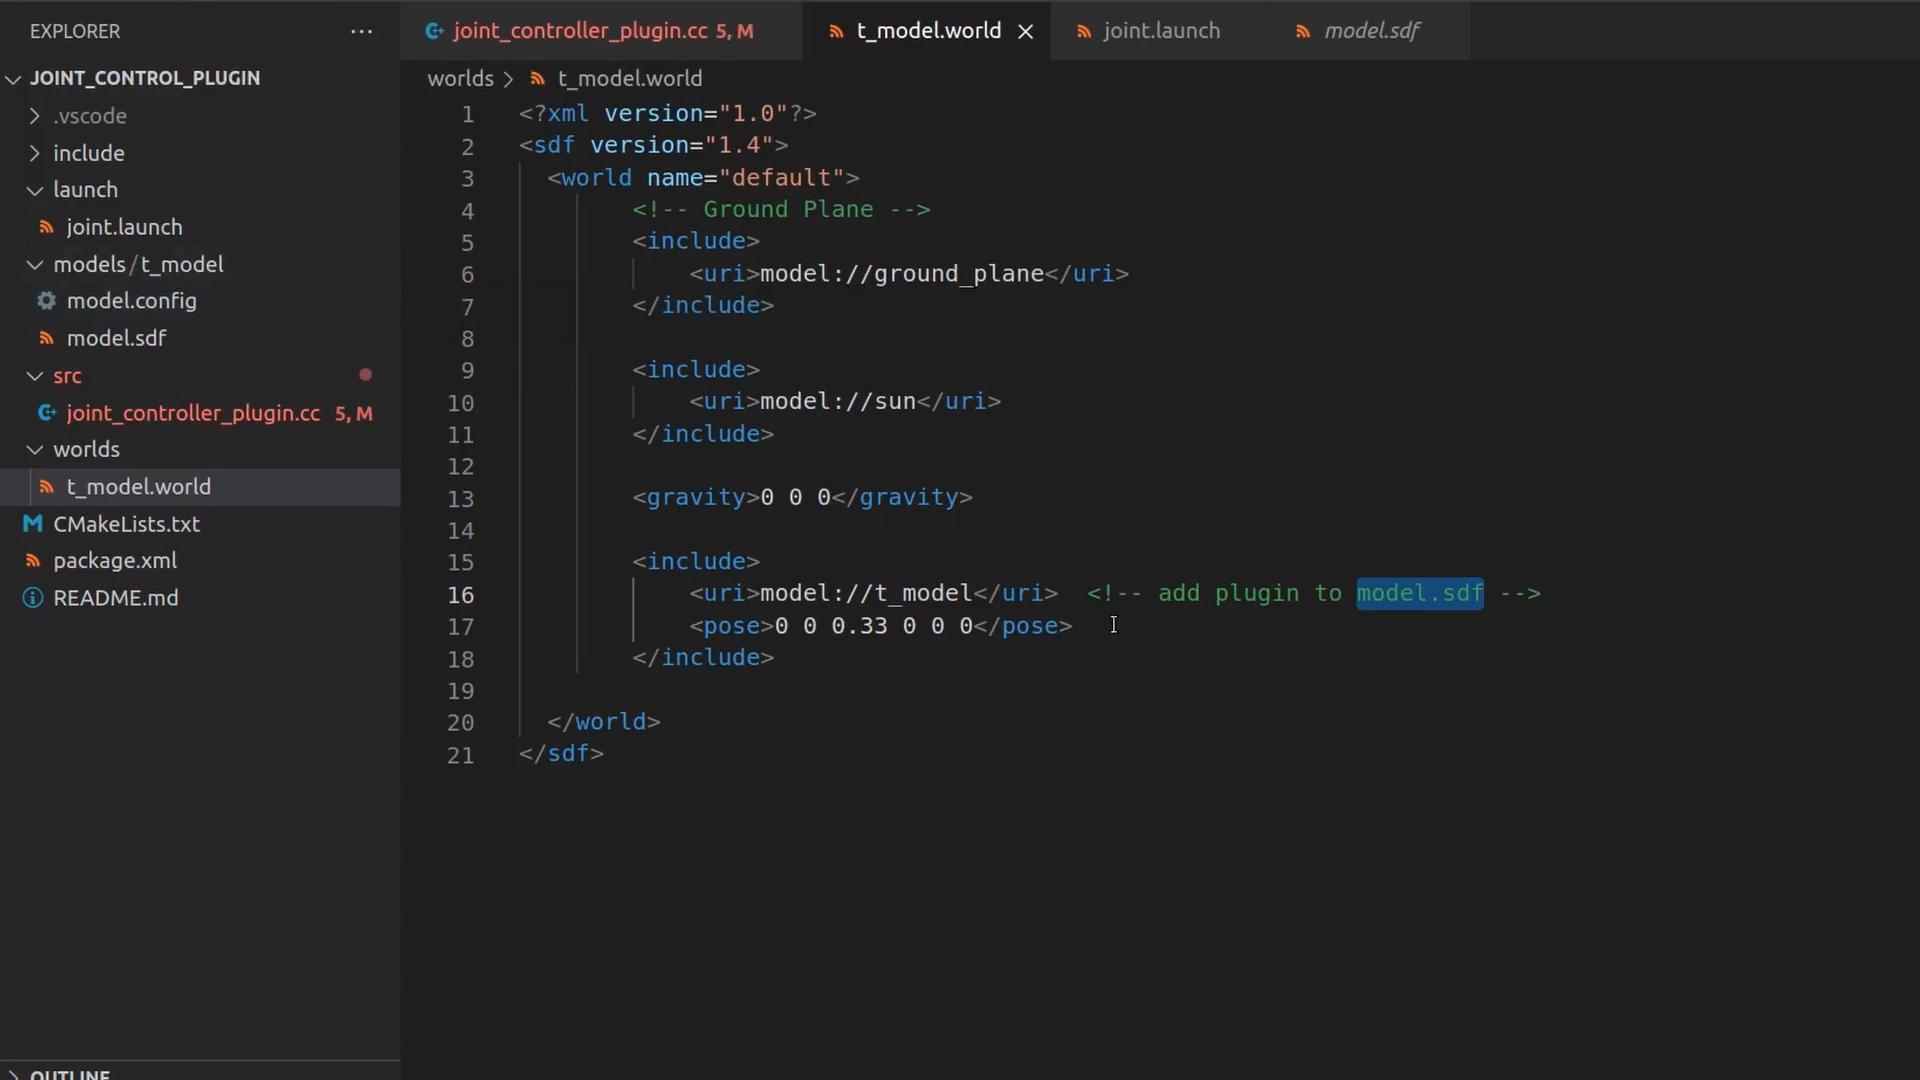 EXPLORER
JOINT_CONTROL_PLUGIN
.vscode
include
launch
joint.launch
models/t_model
model.config
model.sdf
src
joint_controller_plugin.cc 5, M
worlds
t_model.world
CMakeLists.txt
package.xml
README.md
OUTLINE
joint_controller_plugin.cc 5, M
t_model.world
joint.launch
model.sdf
worlds > t_model.world
1 <?xml version="1.0"?>
2 <sdf version="1.4">
3 <world name="default">
4 <!-- Ground Plane -->
5 <include>
6 <uri>model://ground_plane</uri>
7 </include>
8
9 <include>
10 <uri>model://sun</uri>
11 </include>
12
13 <gravity>0 0 0</gravity>
14
15 <include>
16 <uri>model://t_model</uri> <!-- add plugin to model.sdf -->
17 <pose>0 0 0.33 0 0 0</pose>
18 </include>
19
20 </world>
21 </sdf>